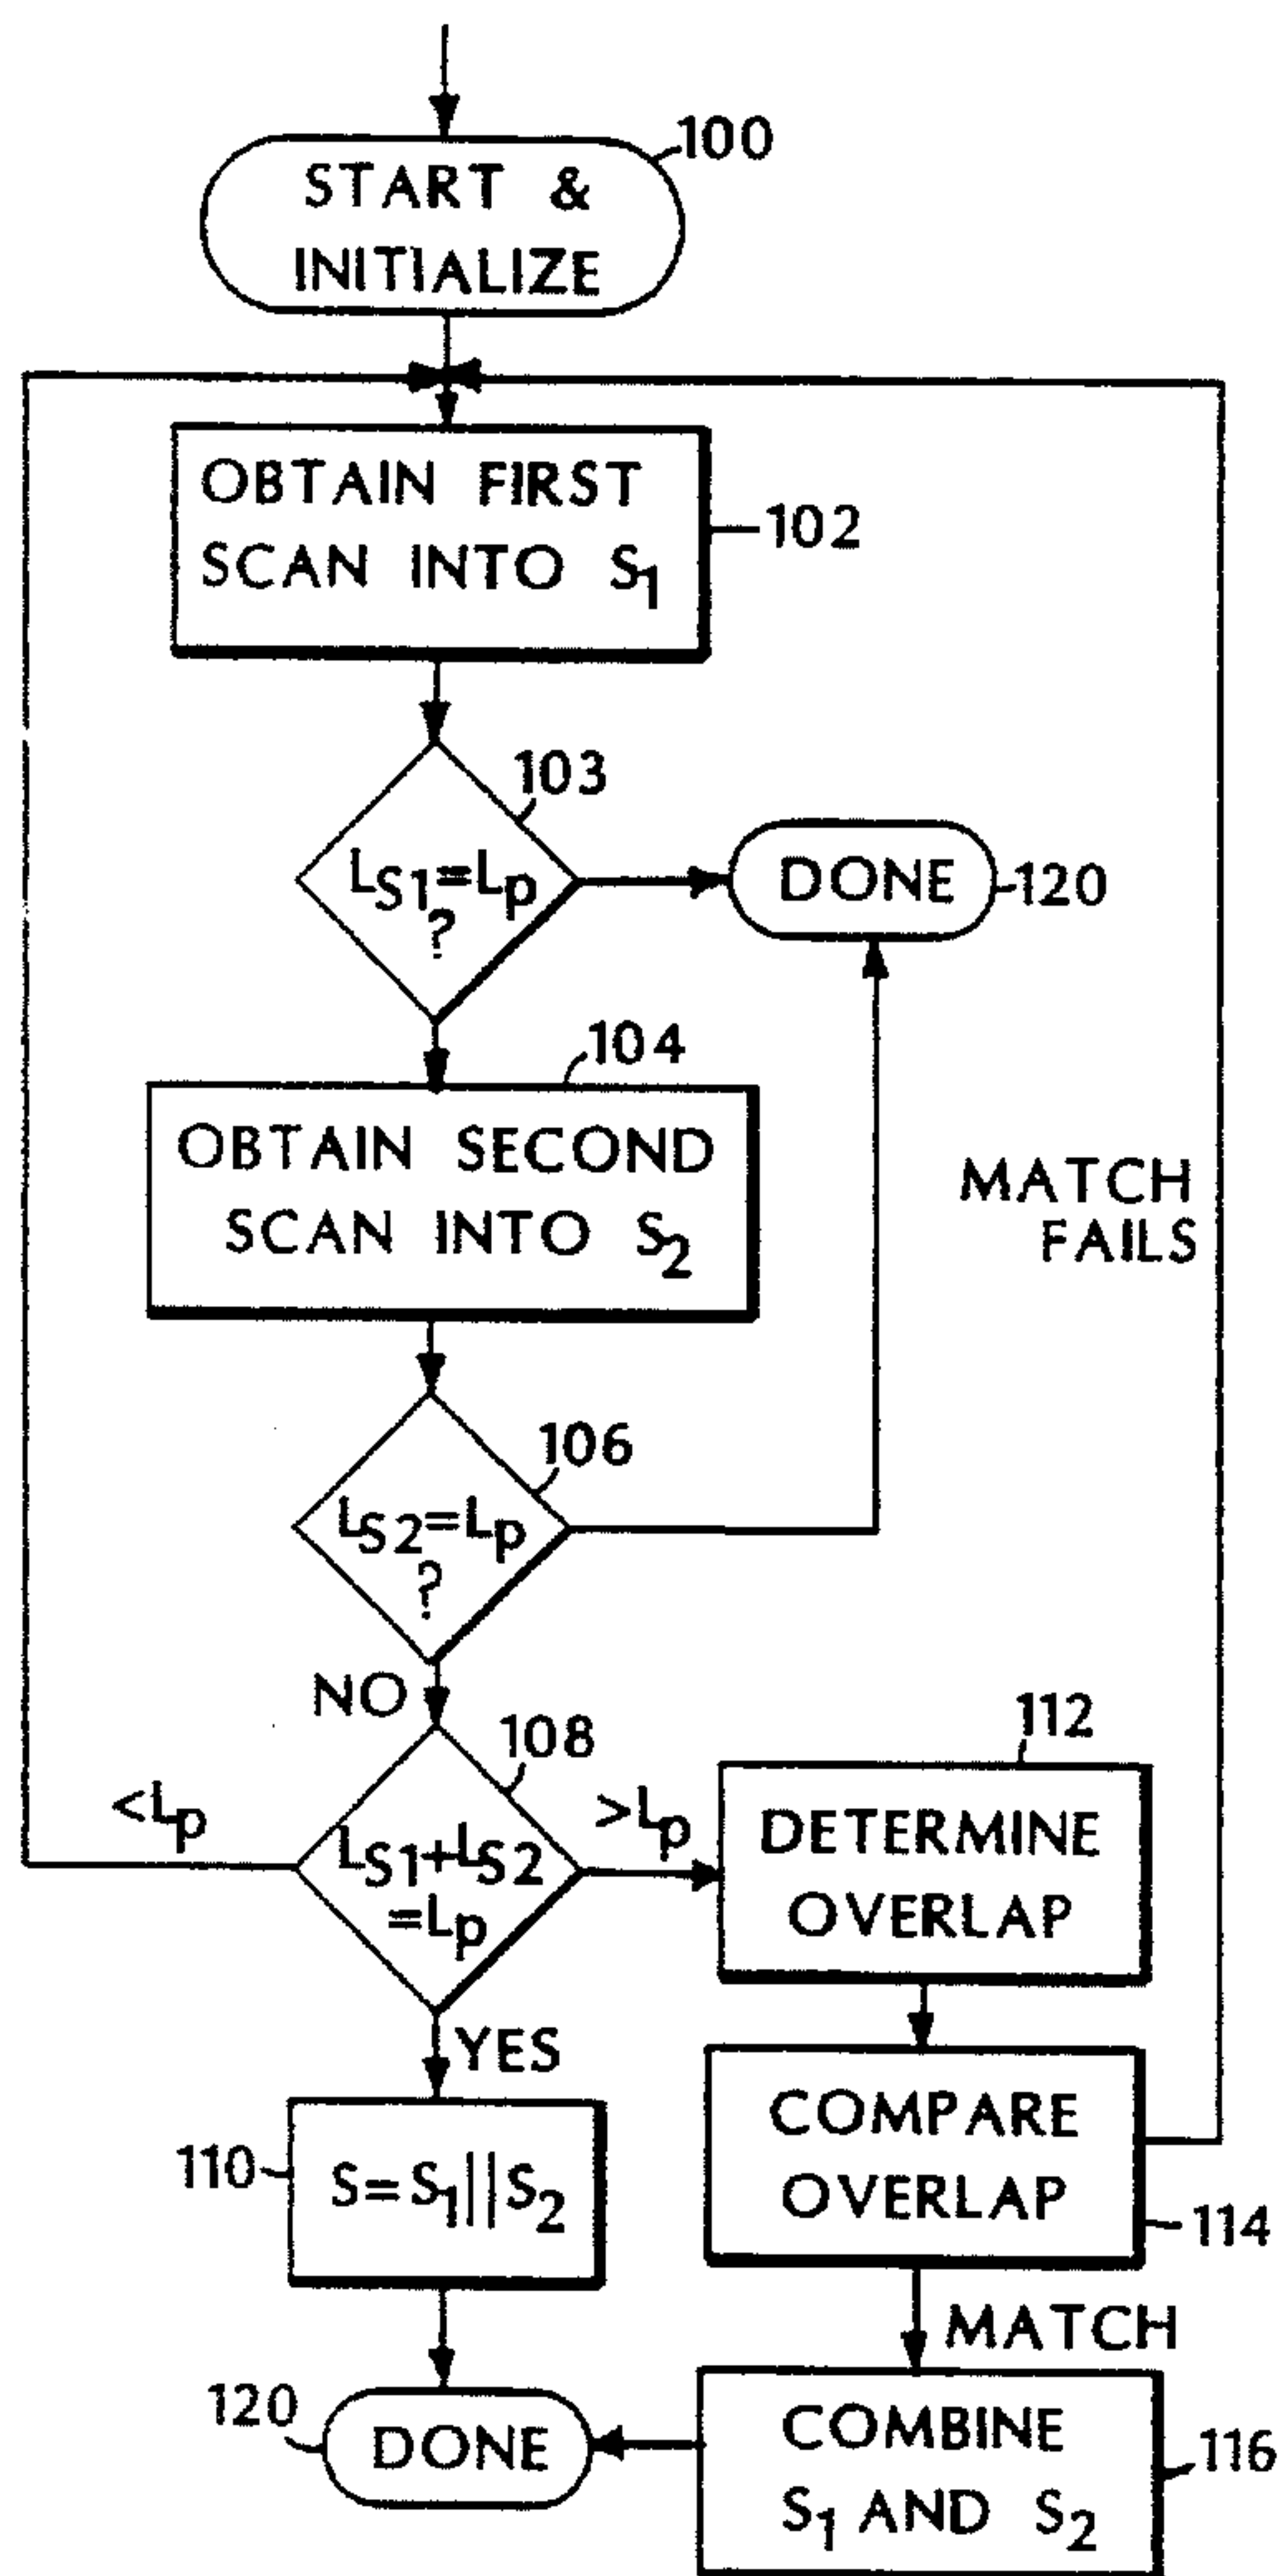 100
START &
INITIALIZE
OBTAIN FIRST
SCAN INTO S1
102
103
LS1=Lp
?
DONE
120
104
OBTAIN SECOND
SCAN INTO S2
MATCH
FAILS
106
LS2=Lp
?
NO
108
<Lp
LS1+LS2
=Lp
>Lp
112
DETERMINE
OVERLAP
YES
110
S=S1||S2
COMPARE
OVERLAP
114
MATCH
120
DONE
COMBINE
S1 AND S2
116